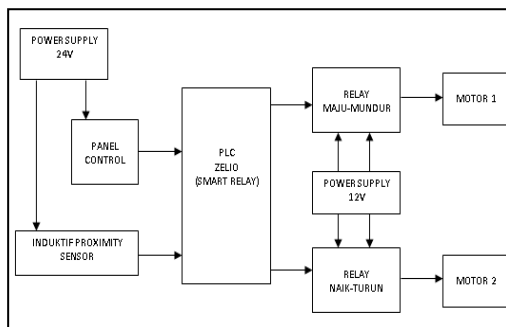 POWER SUPPLY
24V
PANEL
CONTROL
INDUKTIF PROXIMITY
SENSOR
PLC
ZELIO
(SMART RELAY)
RELAY
MAJU-MUNDUR
POWER SUPPLY
12V
RELAY
NAIK-TURUN
MOTOR 1
MOTOR 2